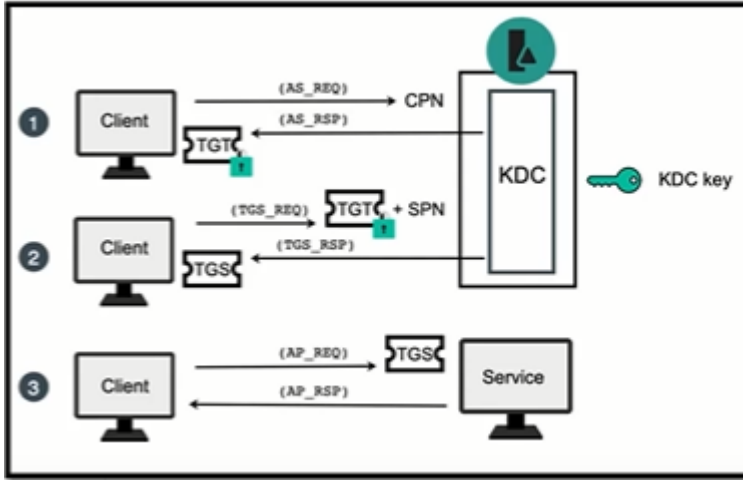 1
Client
(AS_REQ)
CPN
(AS_RSP)
TGT
KDC
KDC key
2
Client
(TGS_REQ)
TGT
+ SPN
(TGS_RSP)
TGS
3
Client
(AP_REQ)
TGS
(AP_RSP)
Service